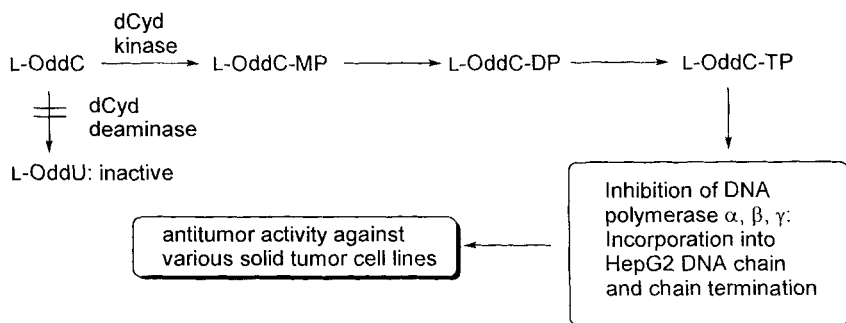 dCyd
kinase
L-OddC
L-OddC-MP
L-OddC-DP
L-OddC-TP
dCyd
deaminase
L-OddU: inactive
Inhibition of DNA
polymerase α, β, γ:
Incorporation into
HepG2 DNA chain
and chain termination
antitumor activity against
various solid tumor cell lines